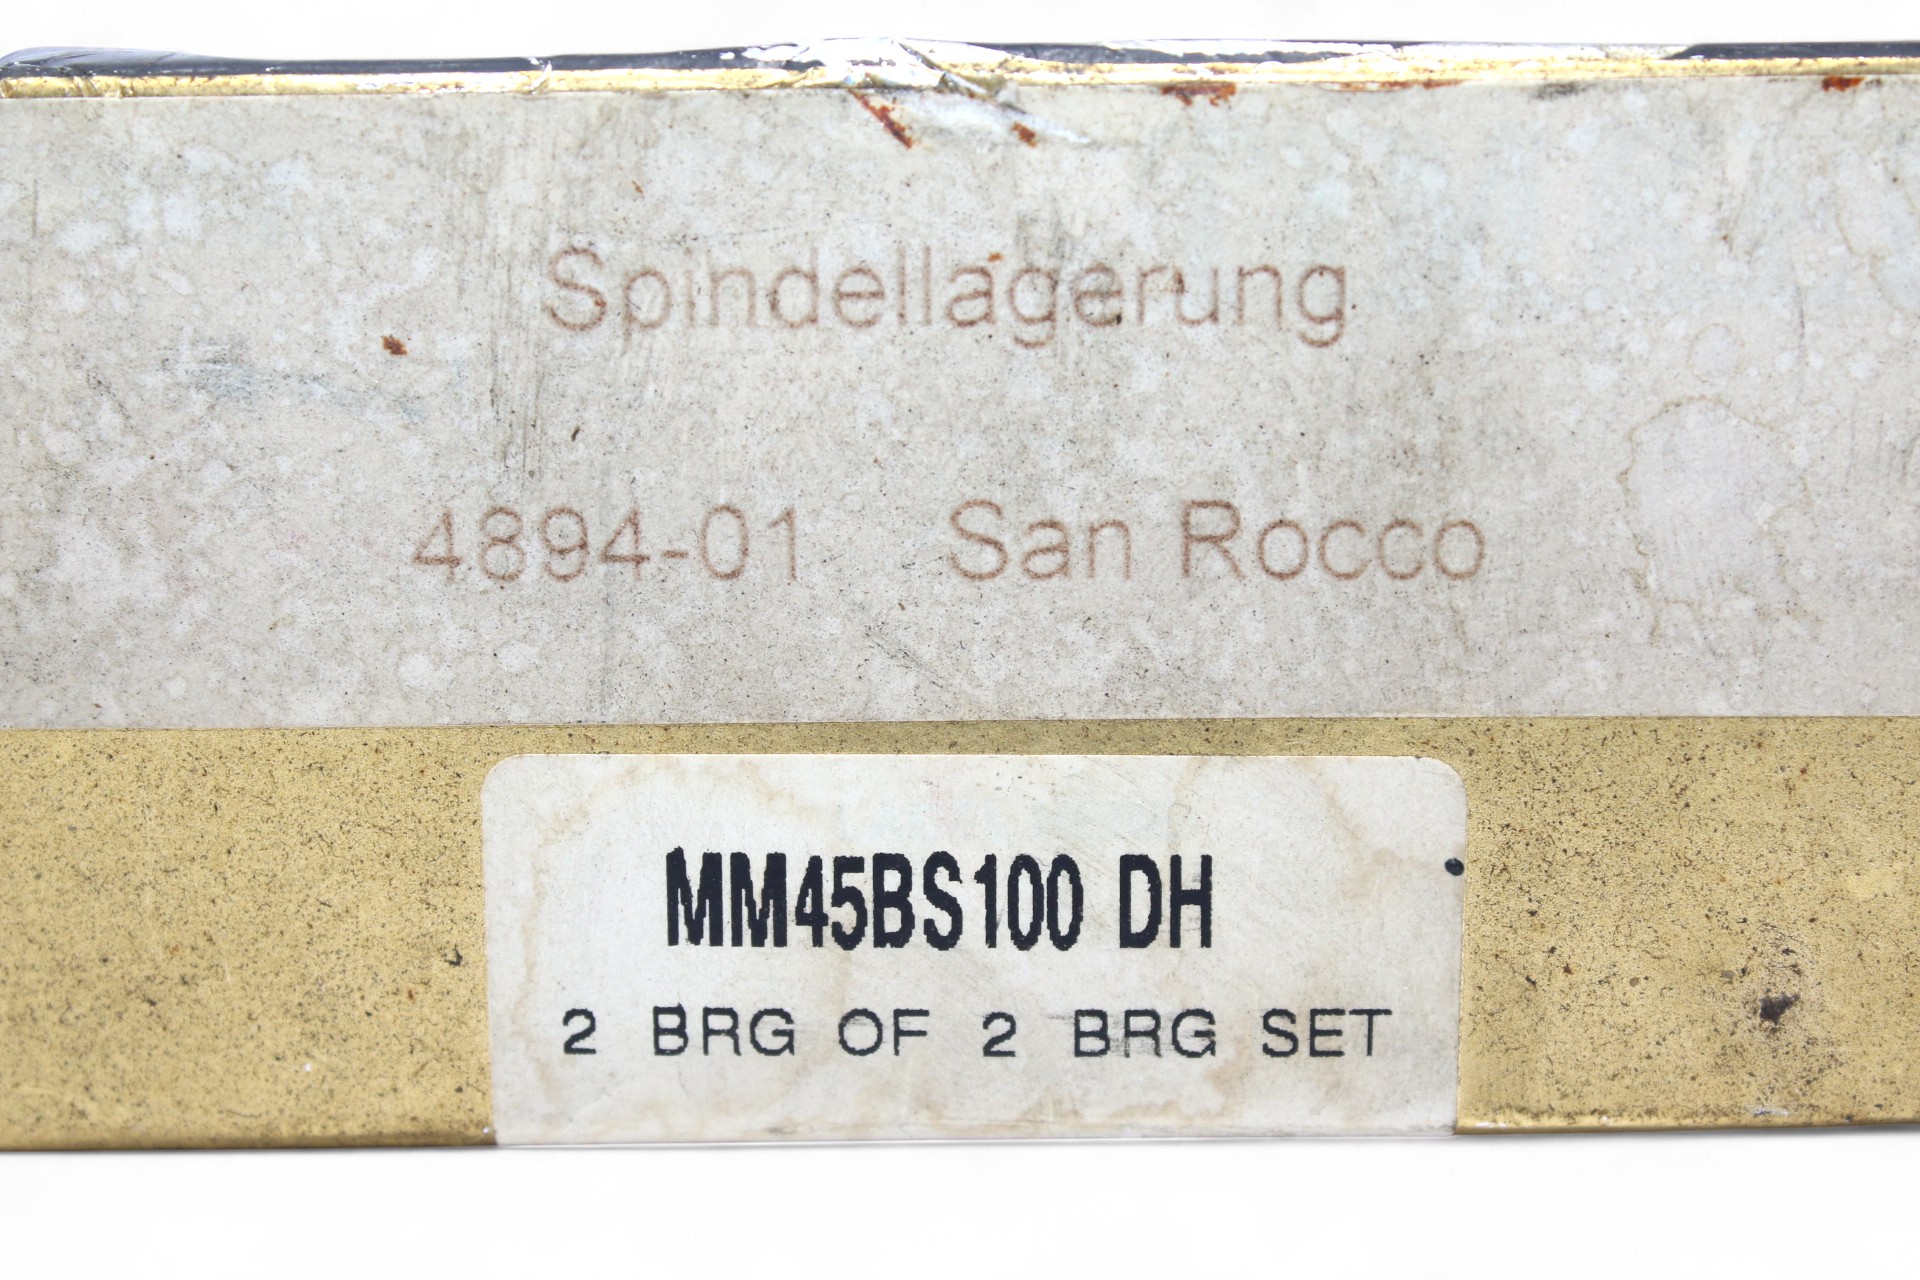 Spindellagerung
4894-01 San Rocco
MM45BS100 DH
2 BRG OF 2 BRG SET